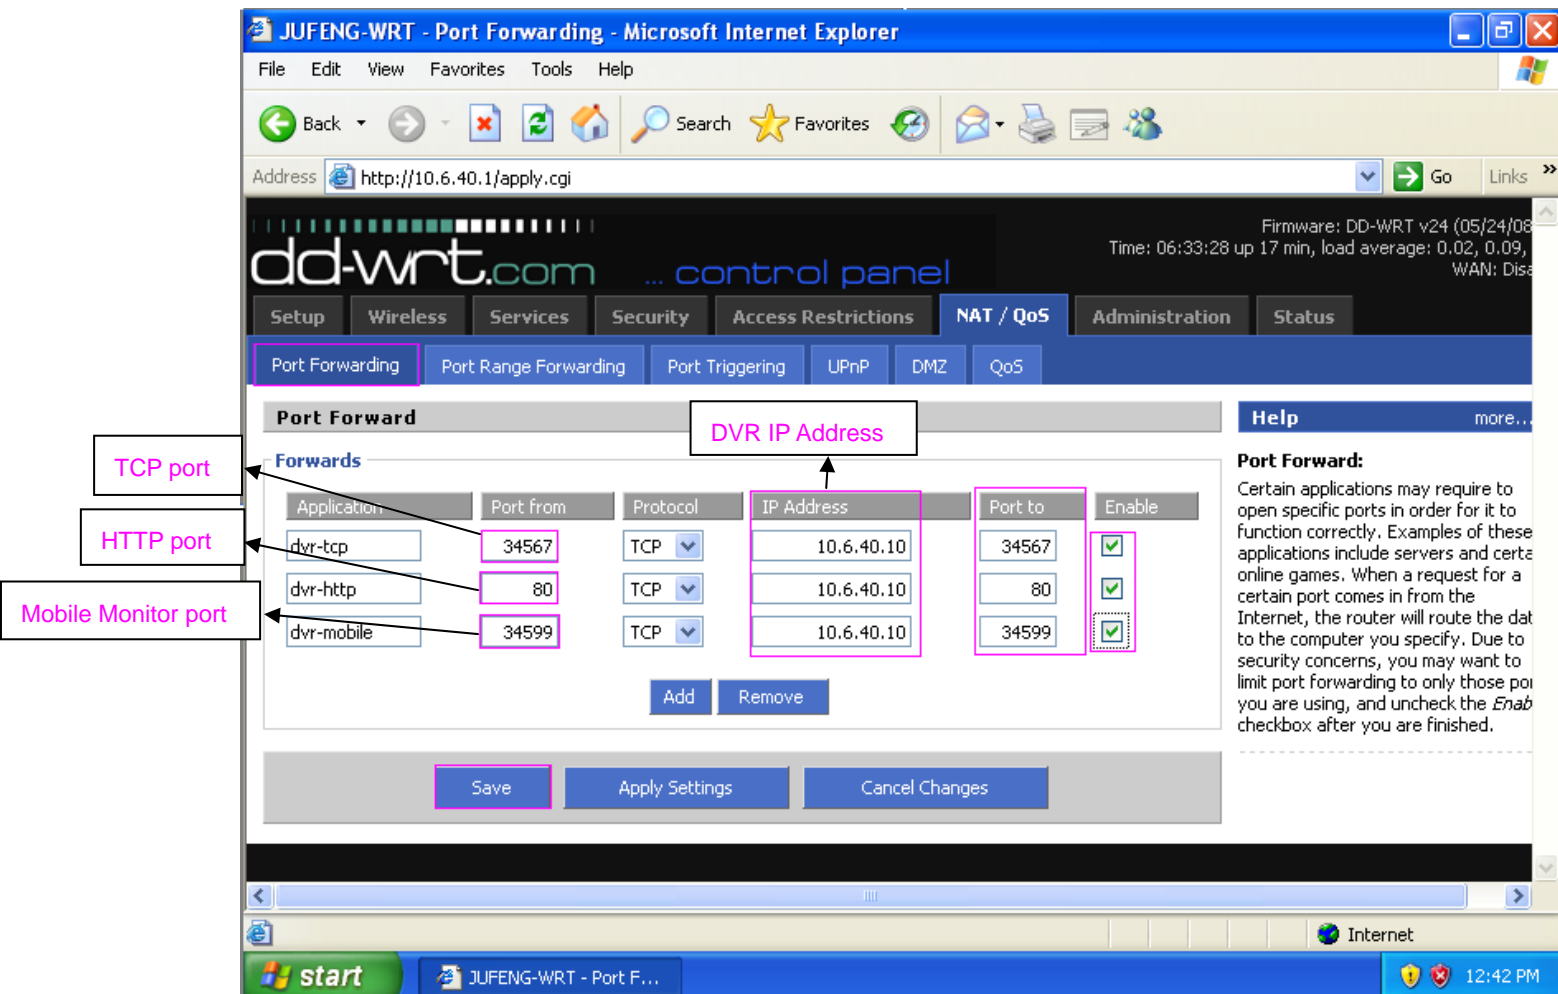 JUFENG-WRT - Port Forwarding - Microsoft Internet Explorer
File Edit View Favorites Tools Help
Back Search Favorites
Address http://10.6.40.1/apply.cgi Go Links »
Firmware: DD-WRT v24 (05/24/08
Time: 06:33:28 up 17 min, load average: 0.02, 0.09,
WAN: Disa
dd-wrt.com ... control panel
Setup Wireless Services Security Access Restrictions NAT / QoS Administration Status
Port Forwarding Port Range Forwarding Port Triggering UPnP DMZ QoS
Port Forward
DVR IP Address
Help more...
TCP port
HTTP port
Mobile Monitor port
Forwards
Application Port from Protocol IP Address Port to Enable
dvr-tcp 34567 TCP 10.6.40.10 34567
dvr-http 80 TCP 10.6.40.10 80
dvr-mobile 34599 TCP 10.6.40.10 34599
Add Remove
Save Apply Settings Cancel Changes
Port Forward:
Certain applications may require to
open specific ports in order for it to
function correctly. Examples of these
applications include servers and certa
online games. When a request for a
certain port comes in from the
Internet, the router will route the dat
to the computer you specify. Due to
security concerns, you may want to
limit port forwarding to only those por
you are using, and uncheck the Enab
checkbox after you are finished.
Internet
start JUFENG-WRT - Port F... 12:42 PM